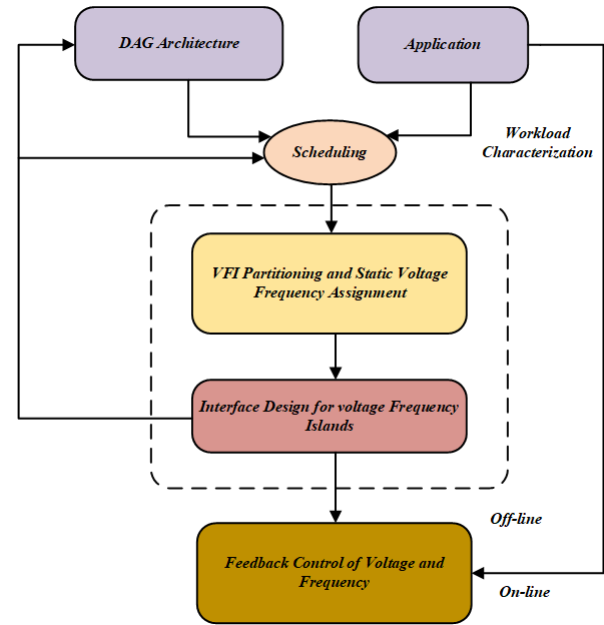 DAG Architecture
Application
Workload
Characterization
Scheduling
VFI Partitioning and Static Voltage
Frequency Assignment
Interface Design for voltage Frequency
Islands
Off-line
Feedback Control of Voltage and
Frequency
On-line